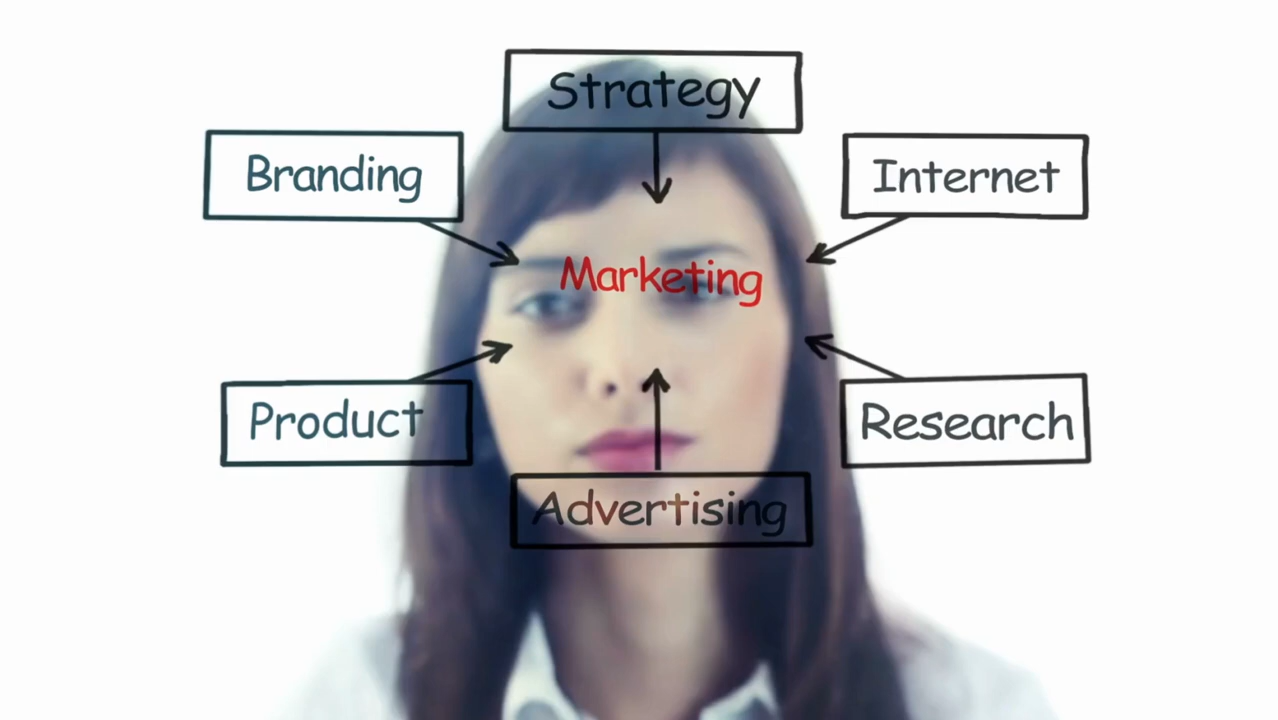 Strategy
Branding
Internet
Marketing
Product
Research
Advertising